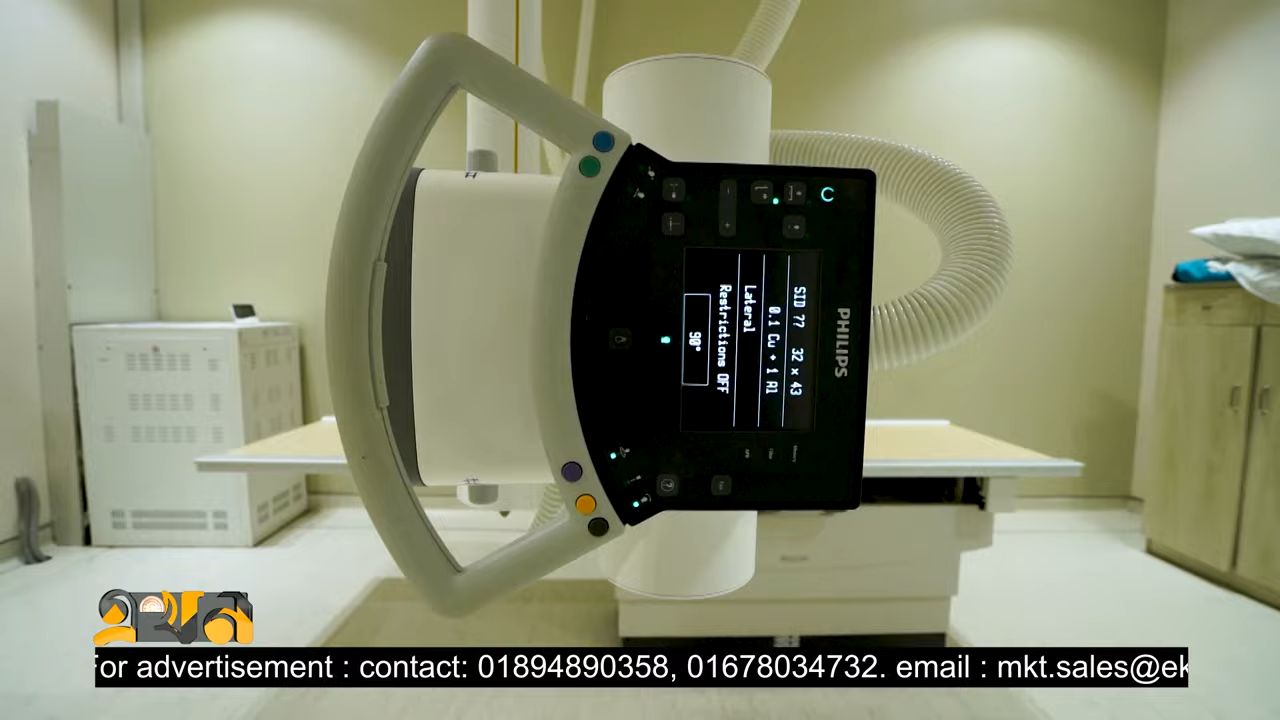 PHILIPS
SID 77 32 x 43
0.1 Cu + 1 Al
Lateral
Restrictions OFF
90°
For advertisement : contact: 01894890358, 01678034732. email : mkt.sales@ek